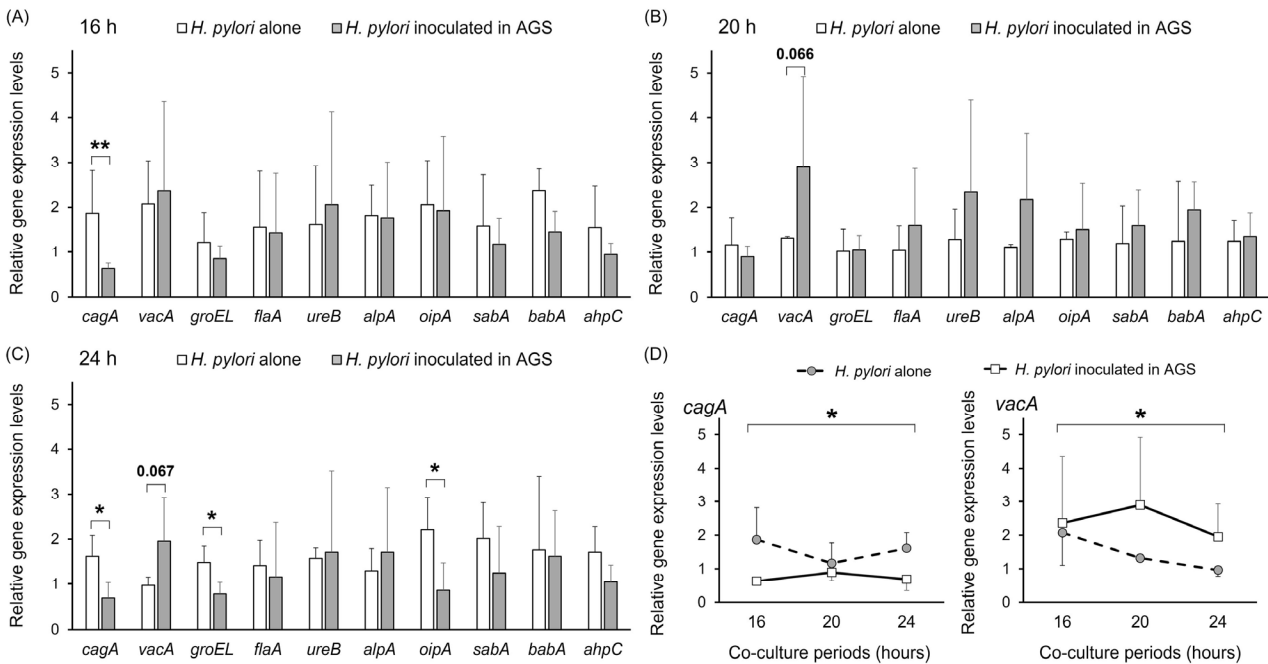 (A)
16 h
H. pylori alone
H. pylori inoculated in AGS
Relative gene expression levels
5
4
3
2
1
0
**
cagA vacA groEL flaA ureB alpA oipA sabA babA ahpC
(B)
20 h
H. pylori alone
H. pylori inoculated in AGS
Relative gene expression levels
5
4
3
2
1
0
0.066
cagA vacA groEL flaA ureB alpA oipA sabA babA ahpC
(C)
24 h
H. pylori alone
H. pylori inoculated in AGS
Relative gene expression levels
5
4
3
2
1
0
*
0.067
*
*
cagA vacA groEL flaA ureB alpA oipA sabA babA ahpC
(D)
H. pylori alone
H. pylori inoculated in AGS
cagA
Relative gene expression levels
5
4
3
2
1
0
*
16 20 24
Co-culture periods (hours)
vacA
Relative gene expression levels
5
4
3
2
1
0
*
16 20 24
Co-culture periods (hours)